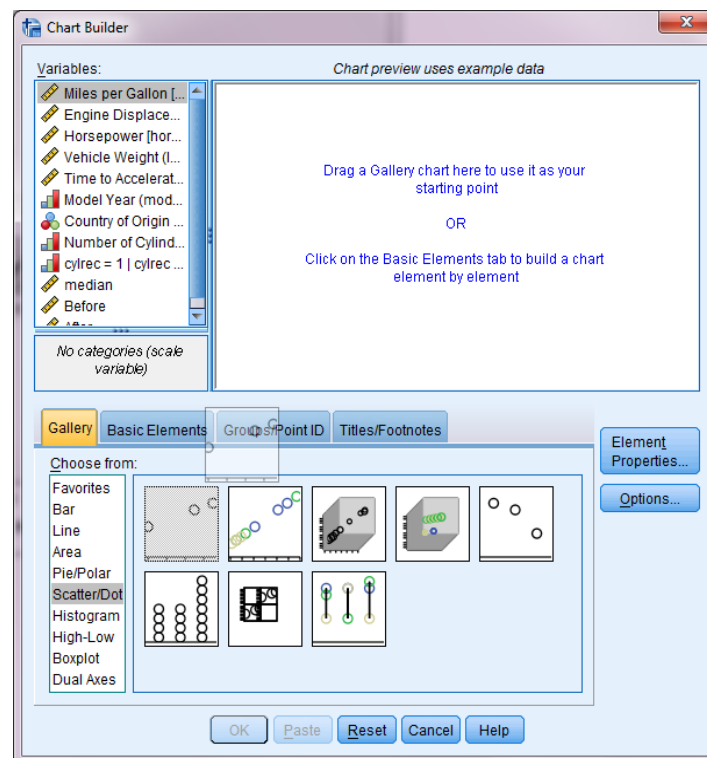 Chart Builder
Variables:
Chart preview uses example data
Miles per Gallon [...
Engine Displace...
Horsepower [hor...
Vehicle Weight (l...
Time to Accelerat...
Model Year (mod...
Country of Origin ...
Number of Cylind...
cylrec = 1 | cylrec ...
median
Before
After
Drag a Gallery chart here to use it as your
starting point
OR
Click on the Basic Elements tab to build a chart
element by element
No categories (scale
variable)
Gallery
Basic Elements
Groups/Point ID
Titles/Footnotes
Choose from:
Favorites
Bar
Line
Area
Pie/Polar
Scatter/Dot
Histogram
High-Low
Boxplot
Dual Axes
Element
Properties...
Options...
OK
Paste
Reset
Cancel
Help